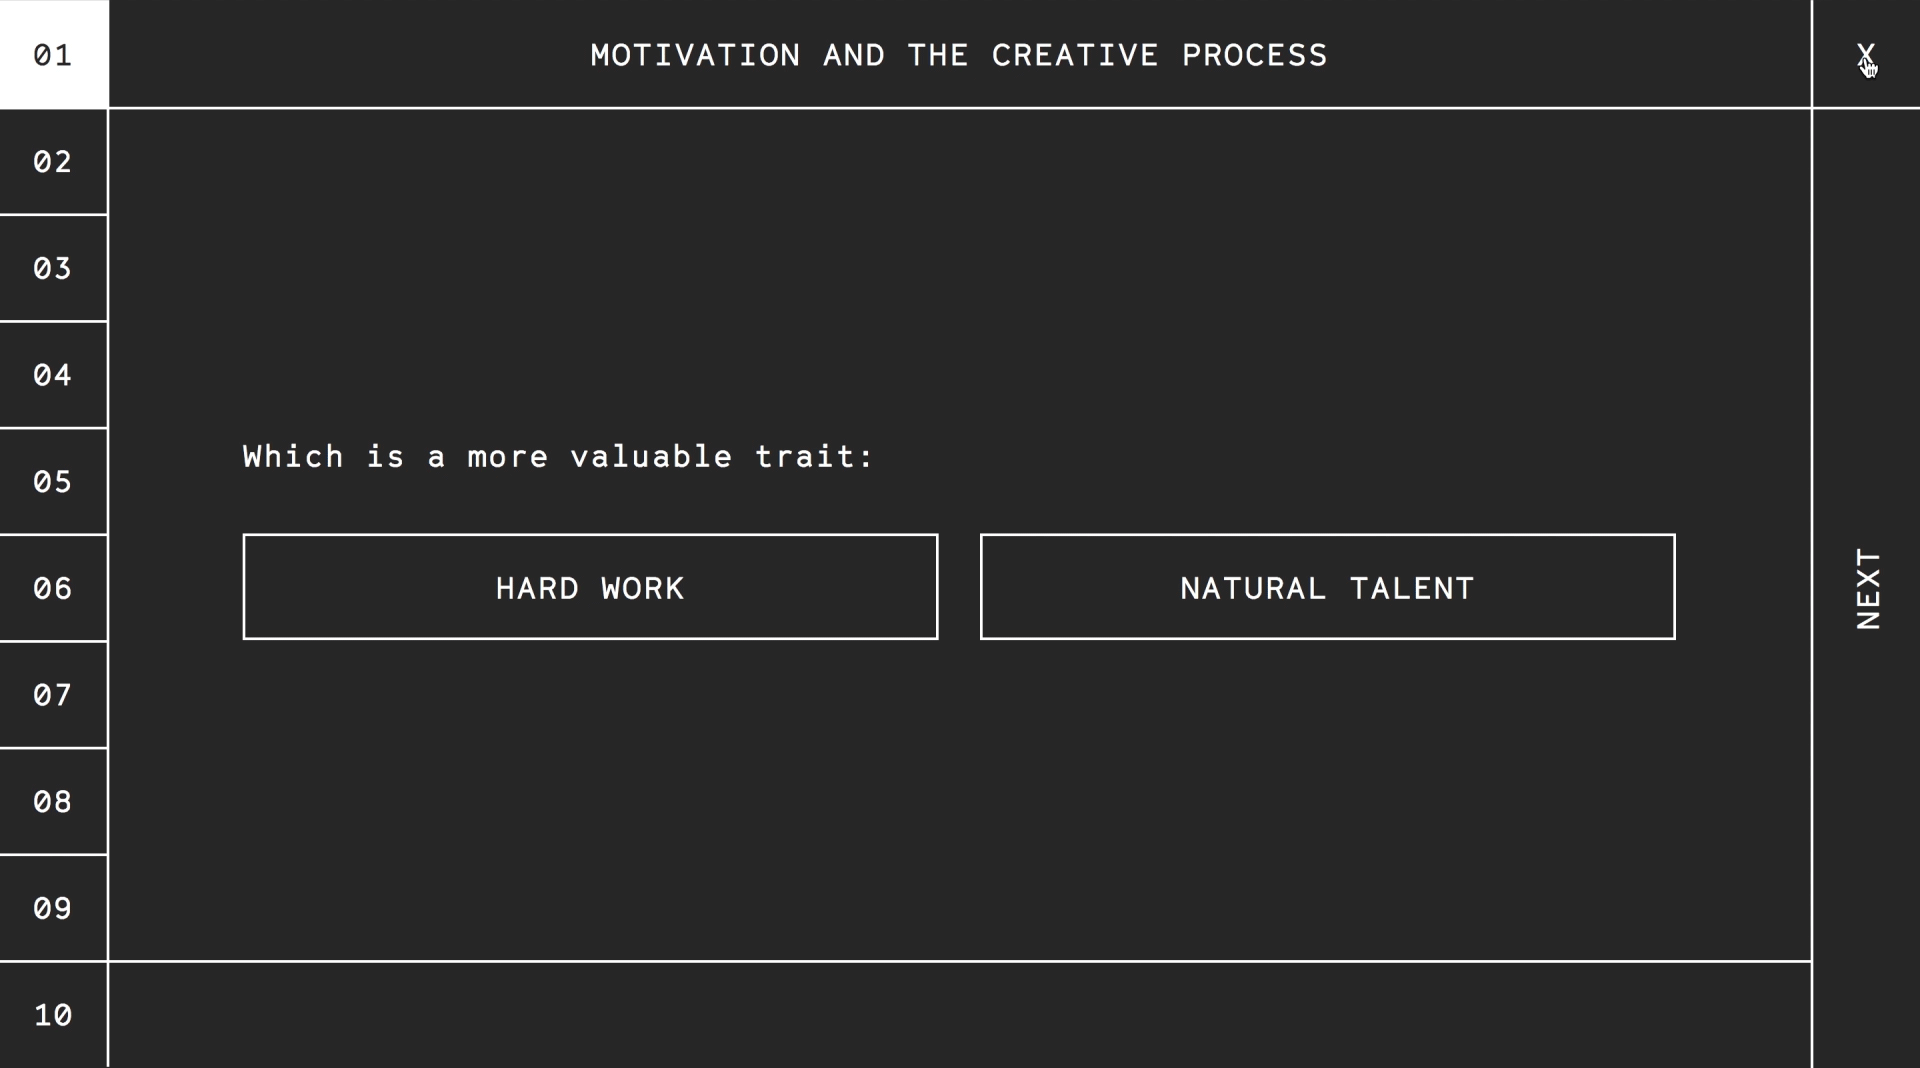 01
MOTIVATION AND THE CREATIVE PROCESS
X
02
03
04
05
06
07
08
09
10
Which is a more valuable trait:
HARD WORK
NATURAL TALENT
NEXT